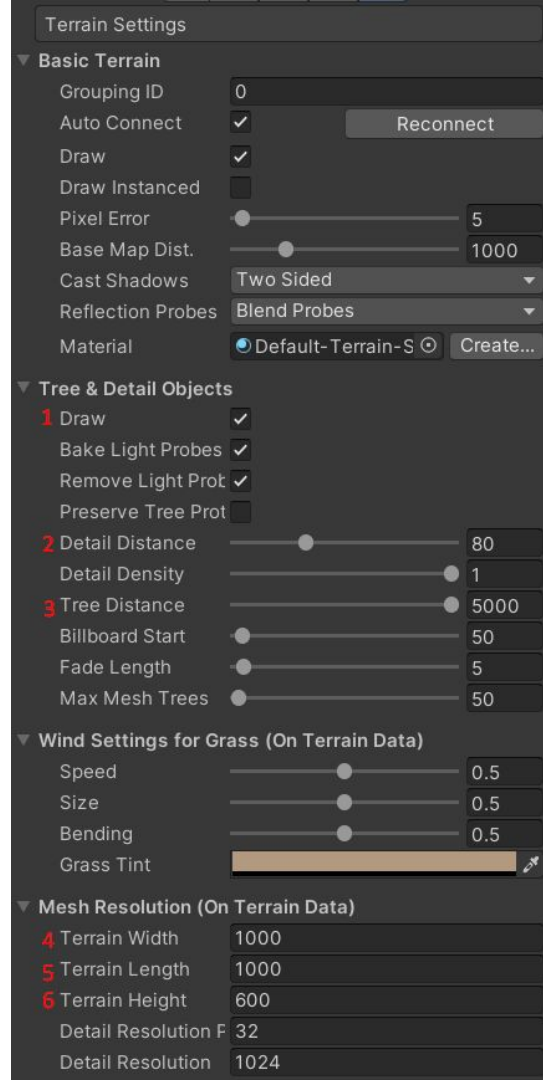 Terrain Settings
Basic Terrain
Grouping ID 0
Auto Connect Reconnect
Draw
Draw Instanced
Pixel Error 5
Base Map Dist. 1000
Cast Shadows Two Sided
Reflection Probes Blend Probes
Material Default-Terrain-S Create...
Tree & Detail Objects
1 Draw
Bake Light Probes
Remove Light Prob
Preserve Tree Prot
2 Detail Distance 80
Detail Density 1
3 Tree Distance 5000
Billboard Start 50
Fade Length 5
Max Mesh Trees 50
Wind Settings for Grass (On Terrain Data)
Speed 0.5
Size 0.5
Bending 0.5
Grass Tint
Mesh Resolution (On Terrain Data)
4 Terrain Width 1000
5 Terrain Length 1000
6 Terrain Height 600
Detail Resolution P 32
Detail Resolution 1024